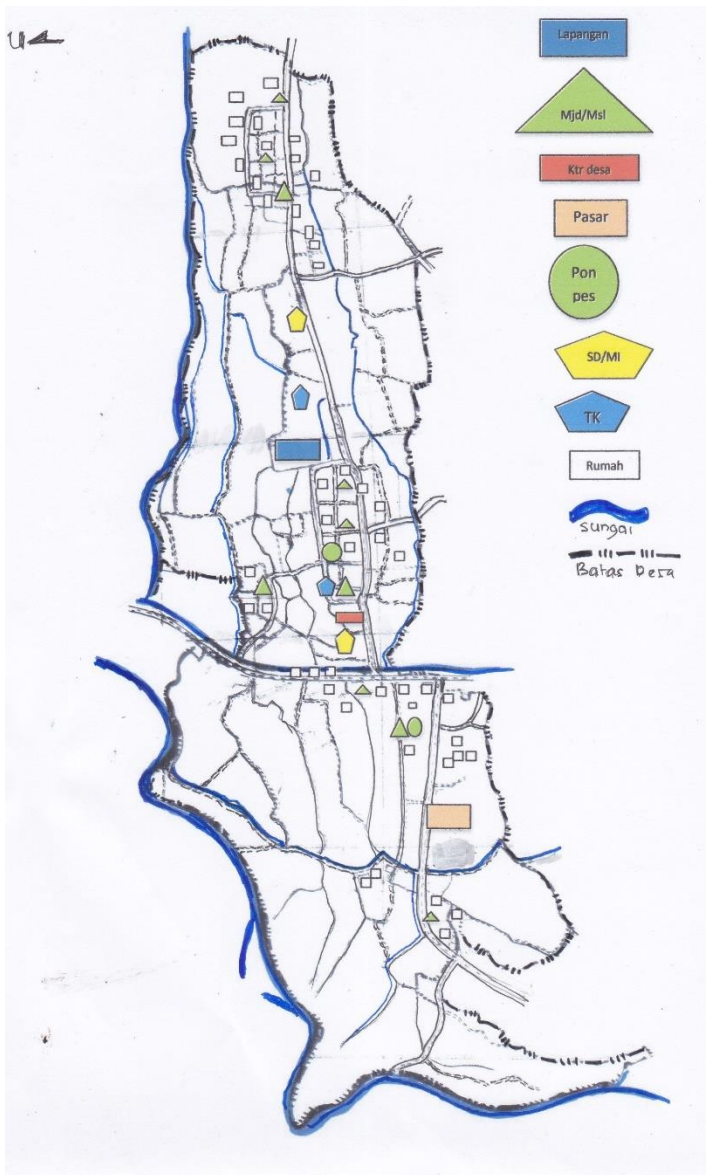 U
Lapangan
Mjd/Msl
Ktr desa
Pasar
Pon
pes
SD/MI
TK
Rumah
sungai
Batas Desa